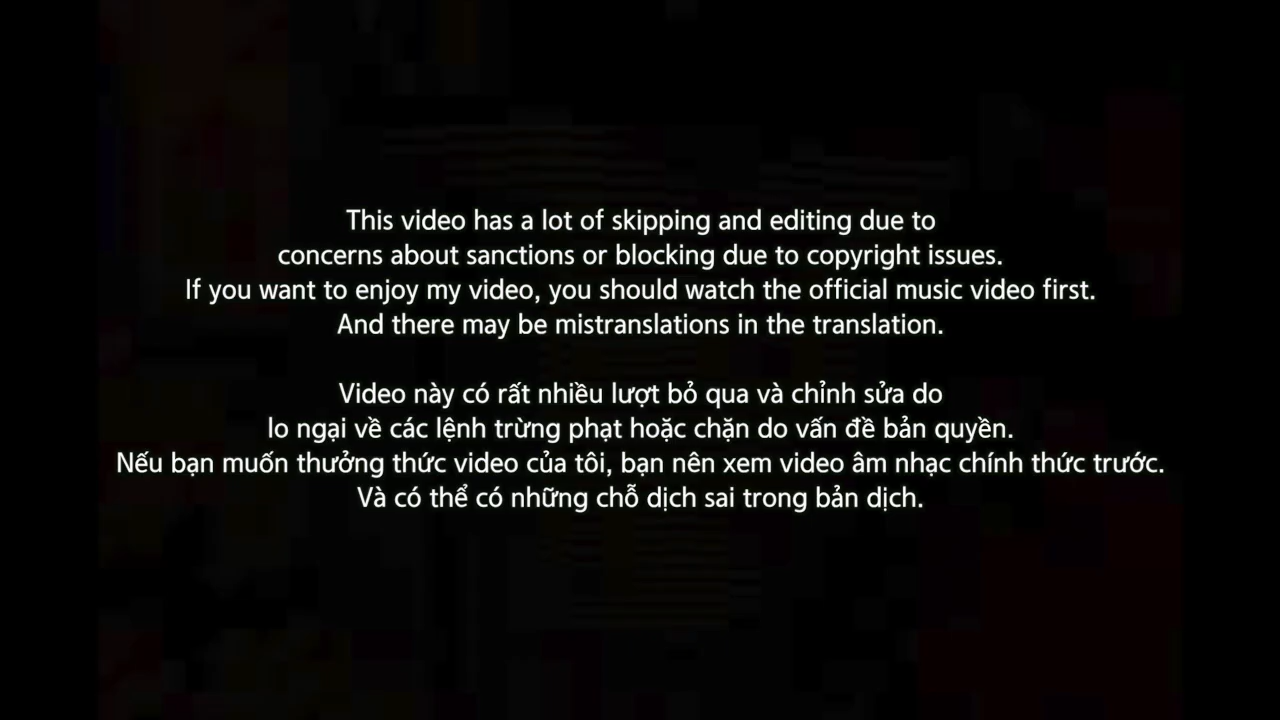 This video has a lot of skipping and editing due to
concerns about sanctions or blocking due to copyright issues.
If you want to enjoy my video, you should watch the official music video first.
And there may be mistranslations in the translation.
Video này có rất nhiều lượt bỏ qua và chỉnh sửa do
lo ngại về các lệnh trừng phạt hoặc chặn do vấn đề bản quyền.
Nếu bạn muốn thưởng thức video của tôi, bạn nên xem video âm nhạc chính thức trước.
Và có thể có những chỗ dịch sai trong bản dịch.